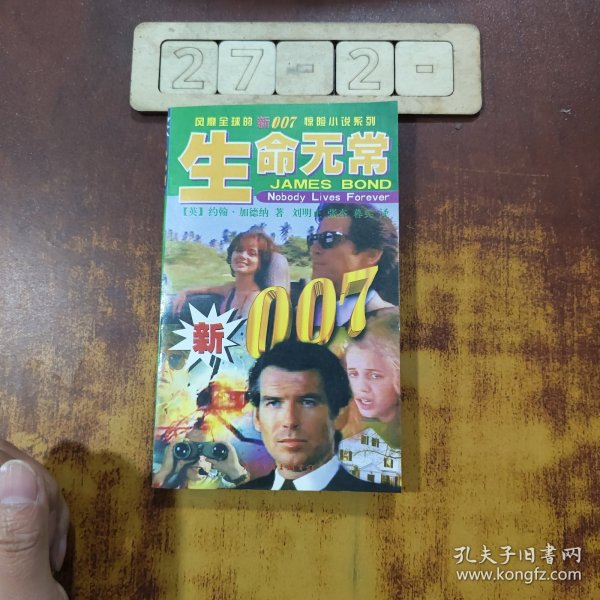 27-2-
风靡全球的新007惊险小说系列
生命无常
JAMES BOND
Nobody Lives Forever
【英】约翰·加德纳 著 刘明 译
007
新
孔夫子旧书网
www.kongfz.com